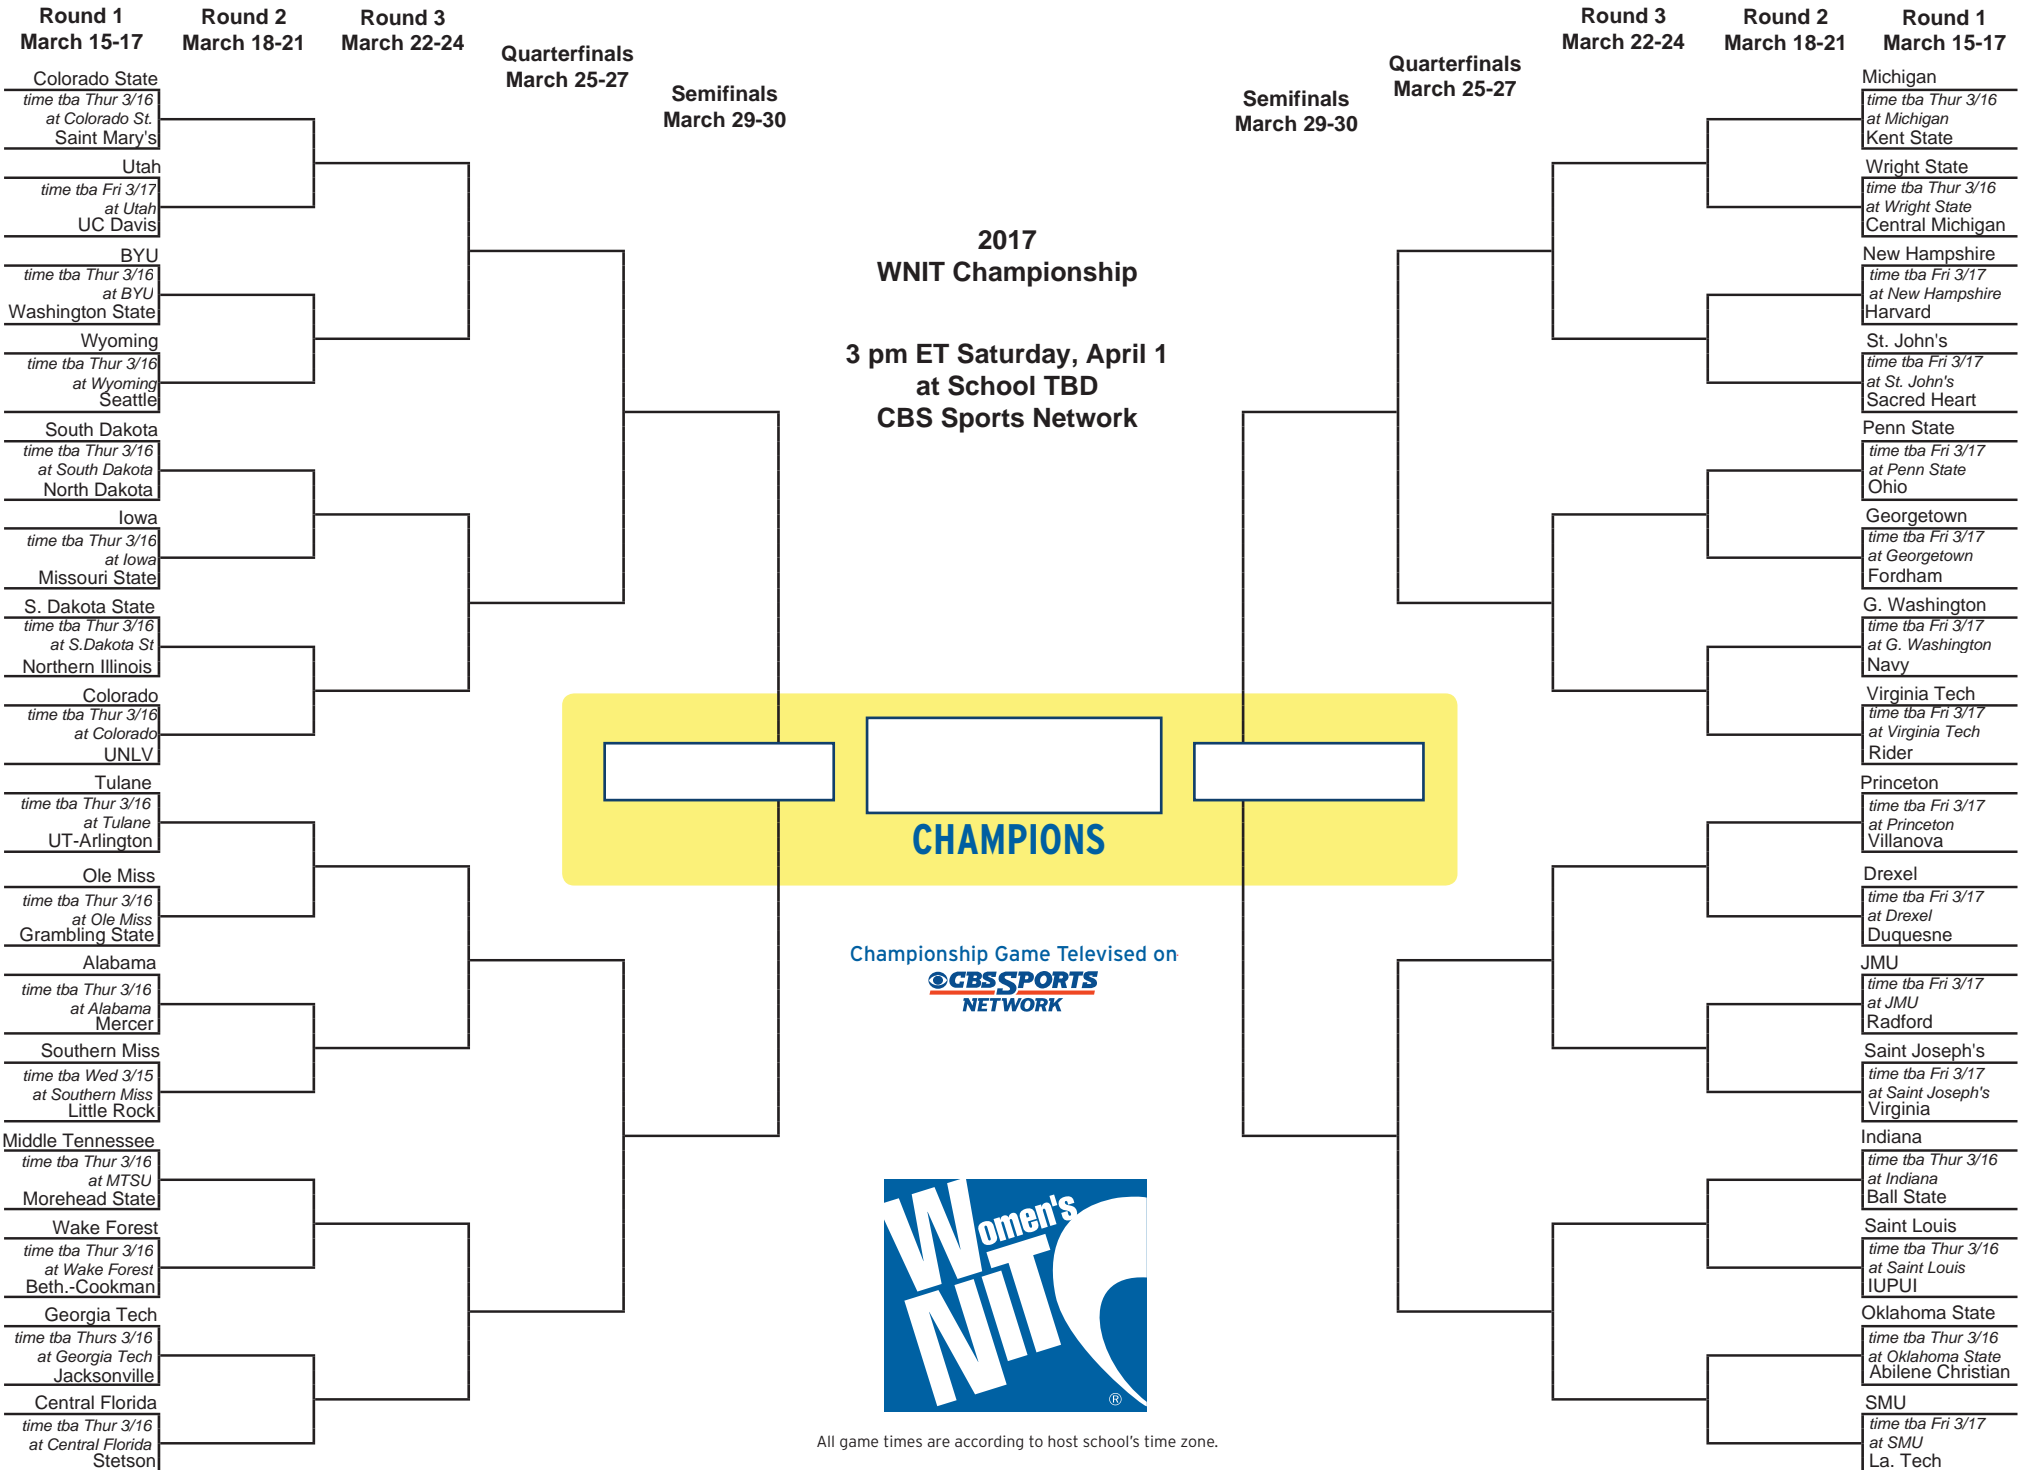 Round 1
March 15-17
Round 2
March 18-21
Round 3
March 22-24
Quarterfinals
March 25-27
Semifinals
March 29-30
Colorado State
time tba Thur 3/16
at Colorado St.
Saint Mary's
Utah
time tba Fri 3/17
at Utah
UC Davis
BYU
time tba Thur 3/16
at BYU
Washington State
Wyoming
time tba Thur 3/16
at Wyoming
Seattle
South Dakota
time tba Thur 3/16
at South Dakota
North Dakota
Iowa
time tba Thur 3/16
at Iowa
Missouri State
S. Dakota State
time tba Thur 3/16
at S.Dakota St
Northern Illinois
Colorado
time tba Thur 3/16
at Colorado
UNLV
Tulane
time tba Thur 3/16
at Tulane
UT-Arlington
Ole Miss
time tba Thur 3/16
at Ole Miss
Grambling State
Alabama
time tba Thur 3/16
at Alabama
Mercer
Southern Miss
time tba Wed 3/15
at Southern Miss
Little Rock
Middle Tennessee
time tba Thur 3/16
at MTSU
Morehead State
Wake Forest
time tba Thur 3/16
at Wake Forest
Beth.-Cookman
Georgia Tech
time tba Thurs 3/16
at Georgia Tech
Jacksonville
Central Florida
time tba Thur 3/16
at Central Florida
Stetson
2017
WNIT Championship
3 pm ET Saturday, April 1
at School TBD
CBS Sports Network
CHAMPIONS
Championship Game Televised on
CBS SPORTS
NETWORK
Women's
NIT
®
All game times are according to host school's time zone.
Semifinals
March 29-30
Quarterfinals
March 25-27
Round 3
March 22-24
Round 2
March 18-21
Round 1
March 15-17
Michigan
time tba Thur 3/16
at Michigan
Kent State
Wright State
time tba Thur 3/16
at Wright State
Central Michigan
New Hampshire
time tba Fri 3/17
at New Hampshire
Harvard
St. John's
time tba Fri 3/17
at St. John's
Sacred Heart
Penn State
time tba Fri 3/17
at Penn State
Ohio
Georgetown
time tba Fri 3/17
at Georgetown
Fordham
G. Washington
time tba Fri 3/17
at G. Washington
Navy
Virginia Tech
time tba Fri 3/17
at Virginia Tech
Rider
Princeton
time tba Fri 3/17
at Princeton
Villanova
Drexel
time tba Fri 3/17
at Drexel
Duquesne
JMU
time tba Fri 3/17
at JMU
Radford
Saint Joseph's
time tba Fri 3/17
at Saint Joseph's
Virginia
Indiana
time tba Thur 3/16
at Indiana
Ball State
Saint Louis
time tba Thur 3/16
at Saint Louis
IUPUI
Oklahoma State
time tba Thur 3/16
at Oklahoma State
Abilene Christian
SMU
time tba Fri 3/17
at SMU
La. Tech